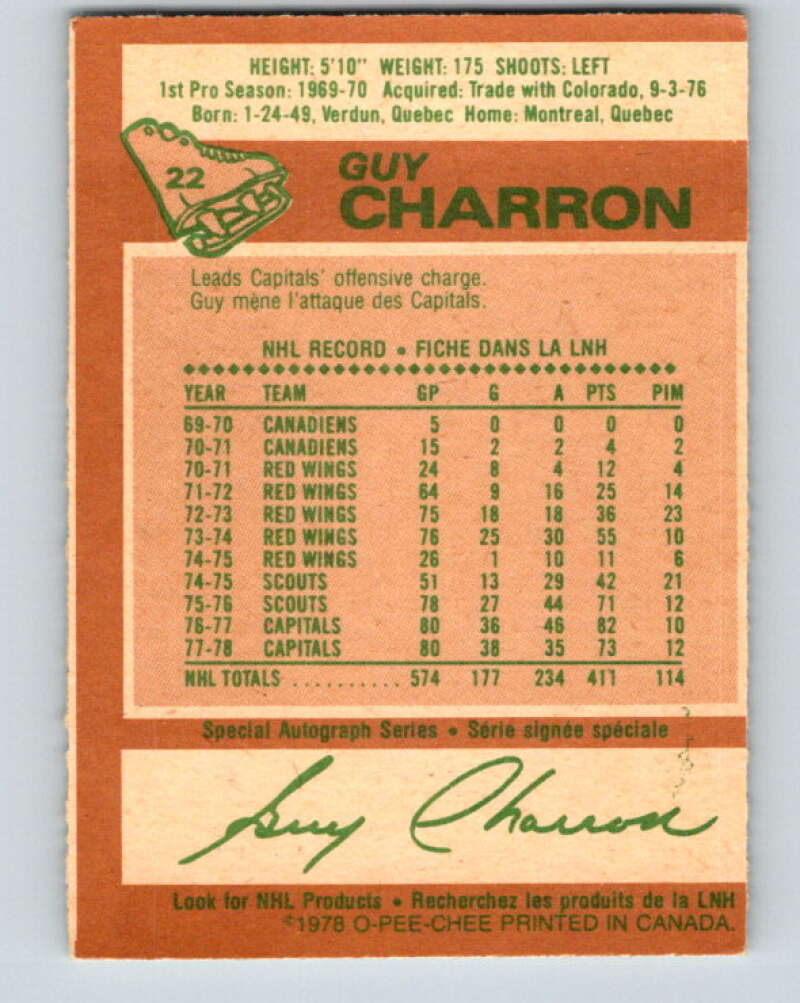 HEIGHT: 5'10" WEIGHT: 175 SHOOTS: LEFT
1st Pro Season: 1969-70 Acquired: Trade with Colorado, 9-3-76
Born: 1-24-49, Verdun, Quebec Home: Montreal, Quebec
22
GUY
CHARRON
Leads Capitals' offensive charge.
Guy mène l'attaque des Capitals.
NHL RECORD • FICHE DANS LA LNH
YEAR TEAM GP G A PTS PIM
69-70 CANADIENS 5 0 0 0 0
70-71 CANADIENS 15 2 2 4 2
70-71 RED WINGS 24 8 4 12 4
71-72 RED WINGS 64 9 16 25 14
72-73 RED WINGS 75 18 18 36 23
73-74 RED WINGS 76 25 30 55 10
74-75 RED WINGS 26 1 10 11 6
74-75 SCOUTS 51 13 29 42 21
75-76 SCOUTS 78 27 44 71 12
76-77 CAPITALS 80 36 46 82 10
77-78 CAPITALS 80 38 35 73 12
NHL TOTALS .......... 574 177 234 411 114
Special Autograph Series • Série signée spéciale
Guy Charron
Look for NHL Products • Recherchez les produits de la LNH
©1978 O-PEE-CHEE PRINTED IN CANADA.